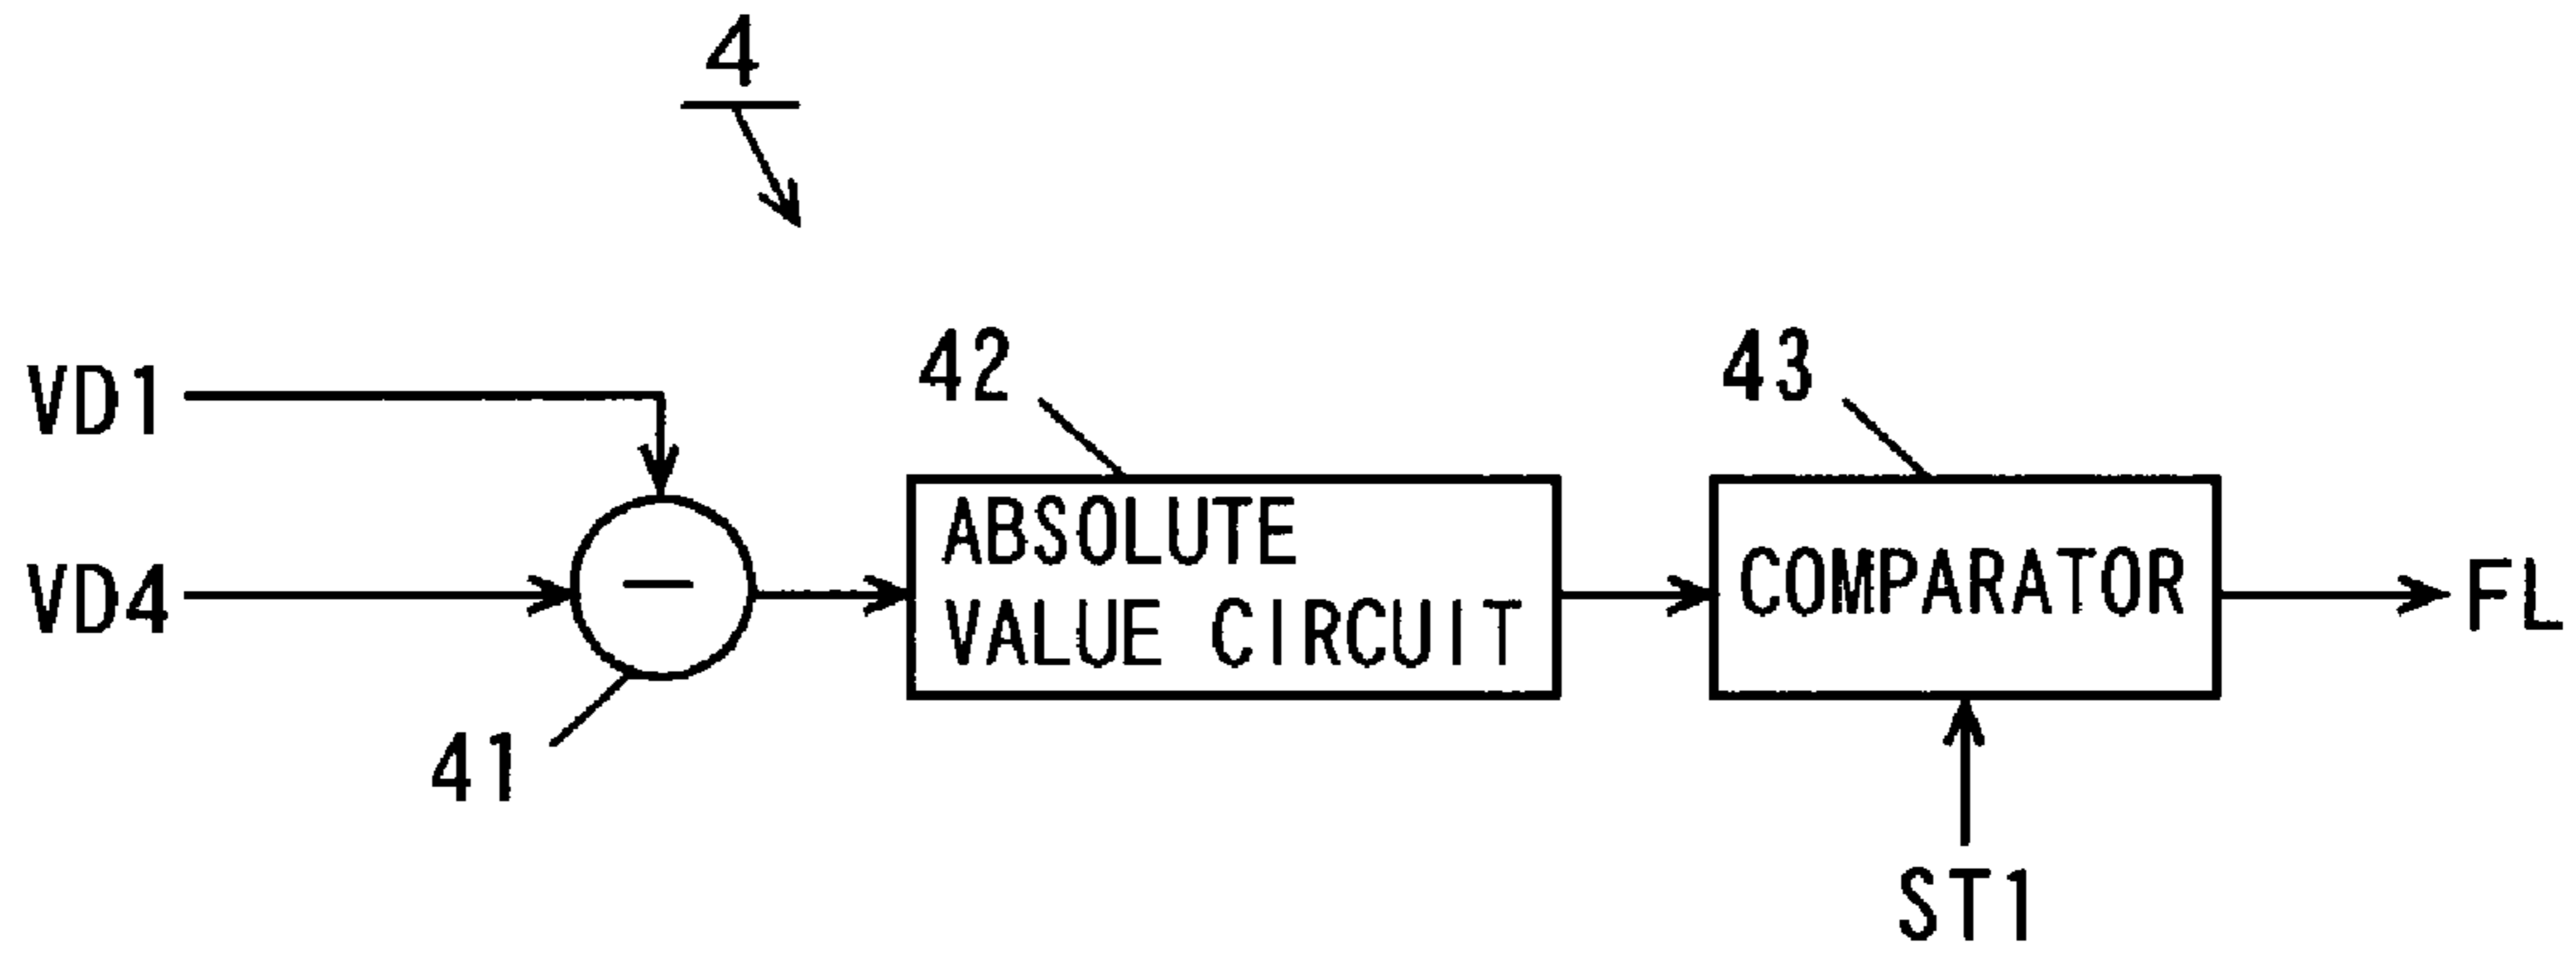 4
42
43
VD1
ABSOLUTE
VALUE CIRCUIT
COMPARATOR
VD4
−
FL
41
ST1